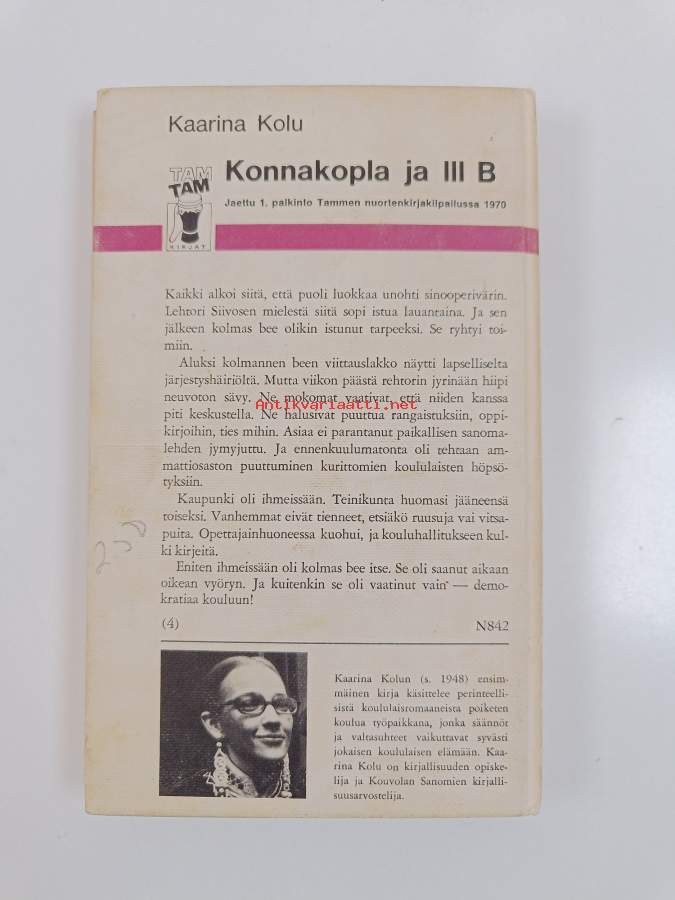 Kaarina Kolu
TAM
TAM
KIRJAT
Konnakopla ja III B
Jaettu 1. palkinto Tammen nuortenkirjakilpailussa 1970
Kaikki alkoi siitä, että puoli luokkaa unohti sinooperivärin.
Lehtori Siivosen mielestä siitä sopi istua lauantaina. Ja sen
jälkeen kolmas bee olikin istunut tarpeeksi. Se ryhtyi toi-
miin.
Aluksi kolmannen been viittauslakko näytti lapselliselta
järjestyshäiriöltä. Mutta viikon päästä rehtorin jyrinään hiipi
neuvoton sävy. Ne mokomat vaativat, että niiden kanssa
piti keskustella. Ne halusivat puuttua rangaistuksiin, oppi-
Antikvariaatti.net
kirjoihin, ties mihin. Asiaa ei parantanut paikallisen sanoma-
lehden jymyjuttu. Ja ennenkuulumatonta oli tehtaan am-
mattiosaston puuttuminen kurittomien koululaisten höpsö-
tyksiin.
Kaupunki oli ihmeissään. Teinikunta huomasi jääneensä
toiseksi. Vanhemmat eivät tienneet, etsiäkö ruusuja vai vitsa-
puita. Opettajainhuoneessa kuohui, ja kouluhallitukseen kul-
ki kirjeitä.
Eniten ihmeissään oli kolmas bee itse. Se oli saanut aikaan
oikean vyöryn. Ja kuitenkin se oli vaatinut vain — demo-
kratiaa kouluun!
(4) N842
Kaarina Kolun (s. 1948) ensim-
mäinen kirja käsittelee perinteelli-
sistä koululaisromaaneista poiketen
koulua työpaikkana, jonka säännöt
ja valtasuhteet vaikuttavat syvästi
jokaisen koululaisen elämään. Kaa-
rina Kolu on kirjallisuuden opiske-
lija ja Kouvolan Sanomien kirjalli-
suusarvostelija.